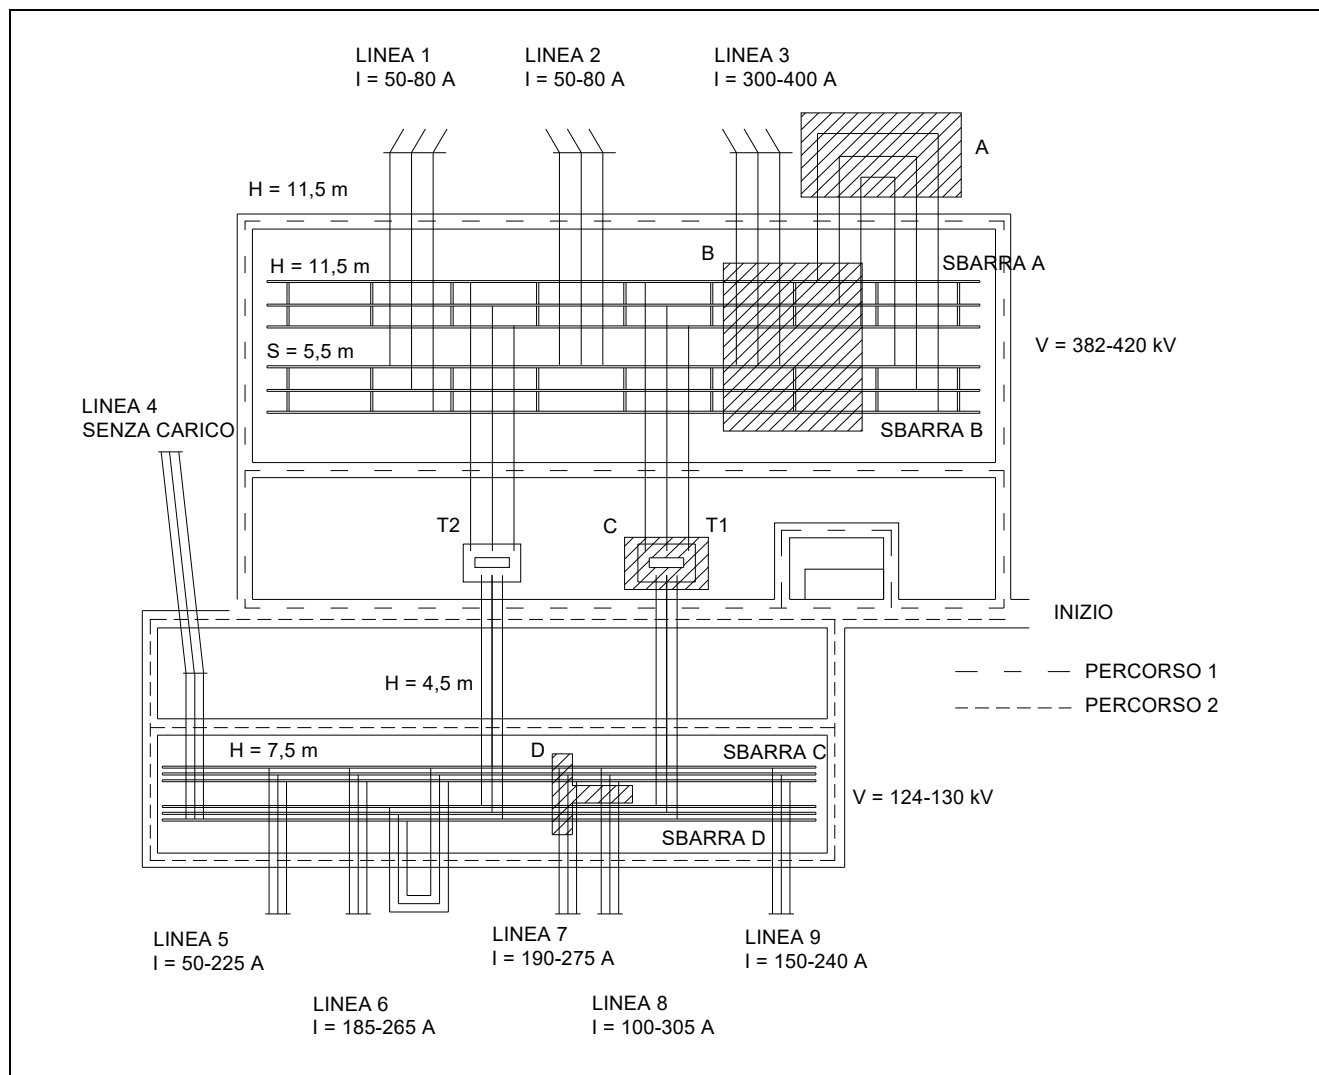 LINEA 1
I = 50-80 A
LINEA 2
I = 50-80 A
LINEA 3
I = 300-400 A
A
H = 11,5 m
B
SBARRA A
H = 11,5 m
S = 5,5 m
V = 382-420 kV
LINEA 4
SENZA CARICO
SBARRA B
T2
C
T1
INIZIO
PERCORSO 1
PERCORSO 2
H = 4,5 m
H = 7,5 m
D
SBARRA C
V = 124-130 kV
SBARRA D
LINEA 5
I = 50-225 A
LINEA 7
I = 190-275 A
LINEA 9
I = 150-240 A
LINEA 6
I = 185-265 A
LINEA 8
I = 100-305 A